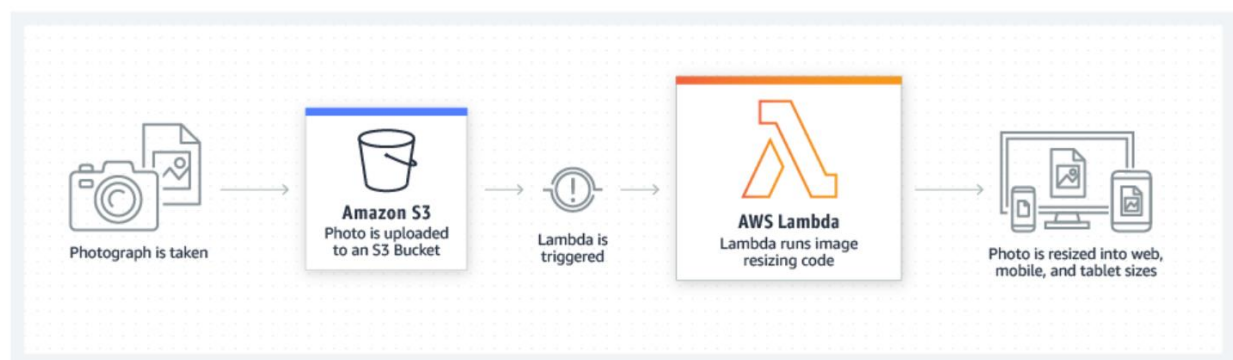 Photograph is taken
Amazon S3
Photo is uploaded
to an S3 Bucket
Lambda is
triggered
AWS Lambda
Lambda runs image
resizing code
Photo is resized into web,
mobile, and tablet sizes